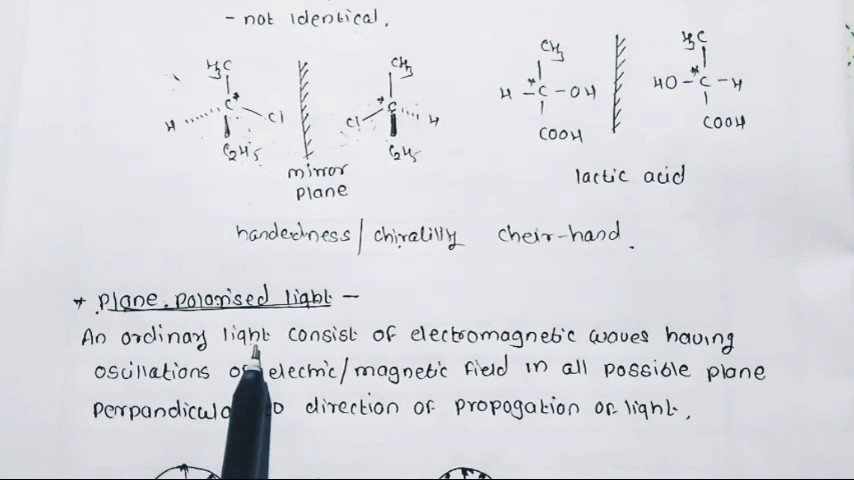 - not identical.
H3C
C*
H
Cl
C2H5
CH3
*C
Cl
H
C2H5
mirror
plane
CH3
H - *C - OH
COOH
H3C
HO - *C - H
COOH
lactic acid
handedness / chirality cheir-hand.
* Plane polarised light -
An ordinary light consist of electromagnetic waves having
oscillations of electric/magnetic field in all possible plane
to direction of propogation of light.